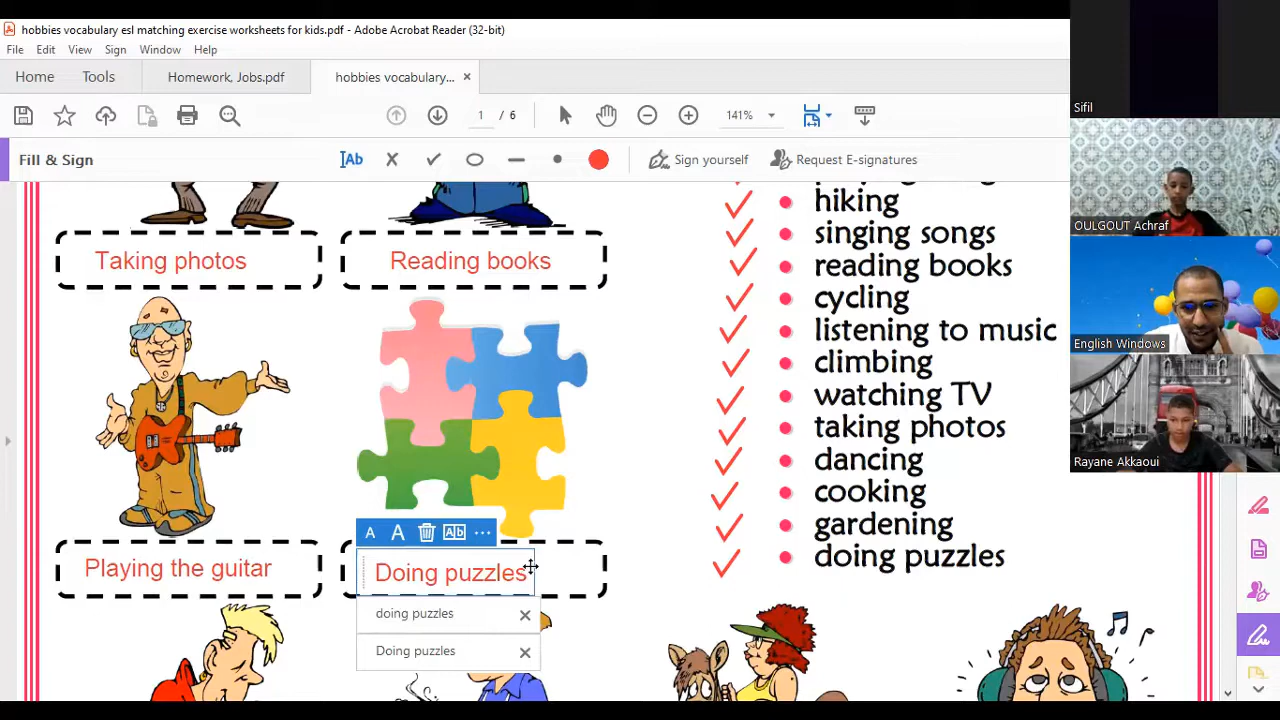 hobbies vocabulary esl matching exercise worksheets for kids.pdf - Adobe Acrobat Reader (32-bit)
File Edit View Sign Window Help
Home Tools Homework, Jobs.pdf hobbies vocabulary... ×
1 / 6 141%
Fill & Sign Ab Sign yourself Request E-signatures
Sifil
OULGOUT Achraf
English Windows
Rayane Akkaoui
hiking
singing songs
reading books
cycling
listening to music
climbing
watching TV
taking photos
dancing
cooking
gardening
doing puzzles
Taking photos
Reading books
Playing the guitar
A A Ab ...
Doing puzzles
doing puzzles ×
Doing puzzles ×